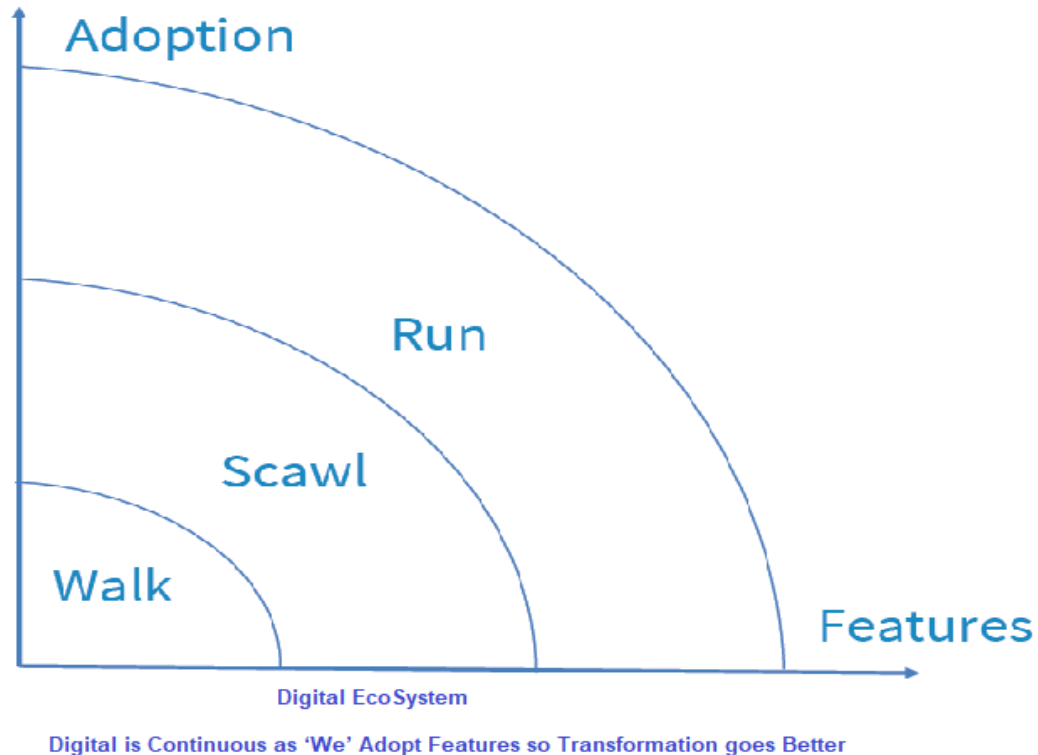 Adoption
Run
Scawl
Walk
Features
Digital EcoSystem
Digital is Continuous as ‘We’ Adopt Features so Transformation goes Better